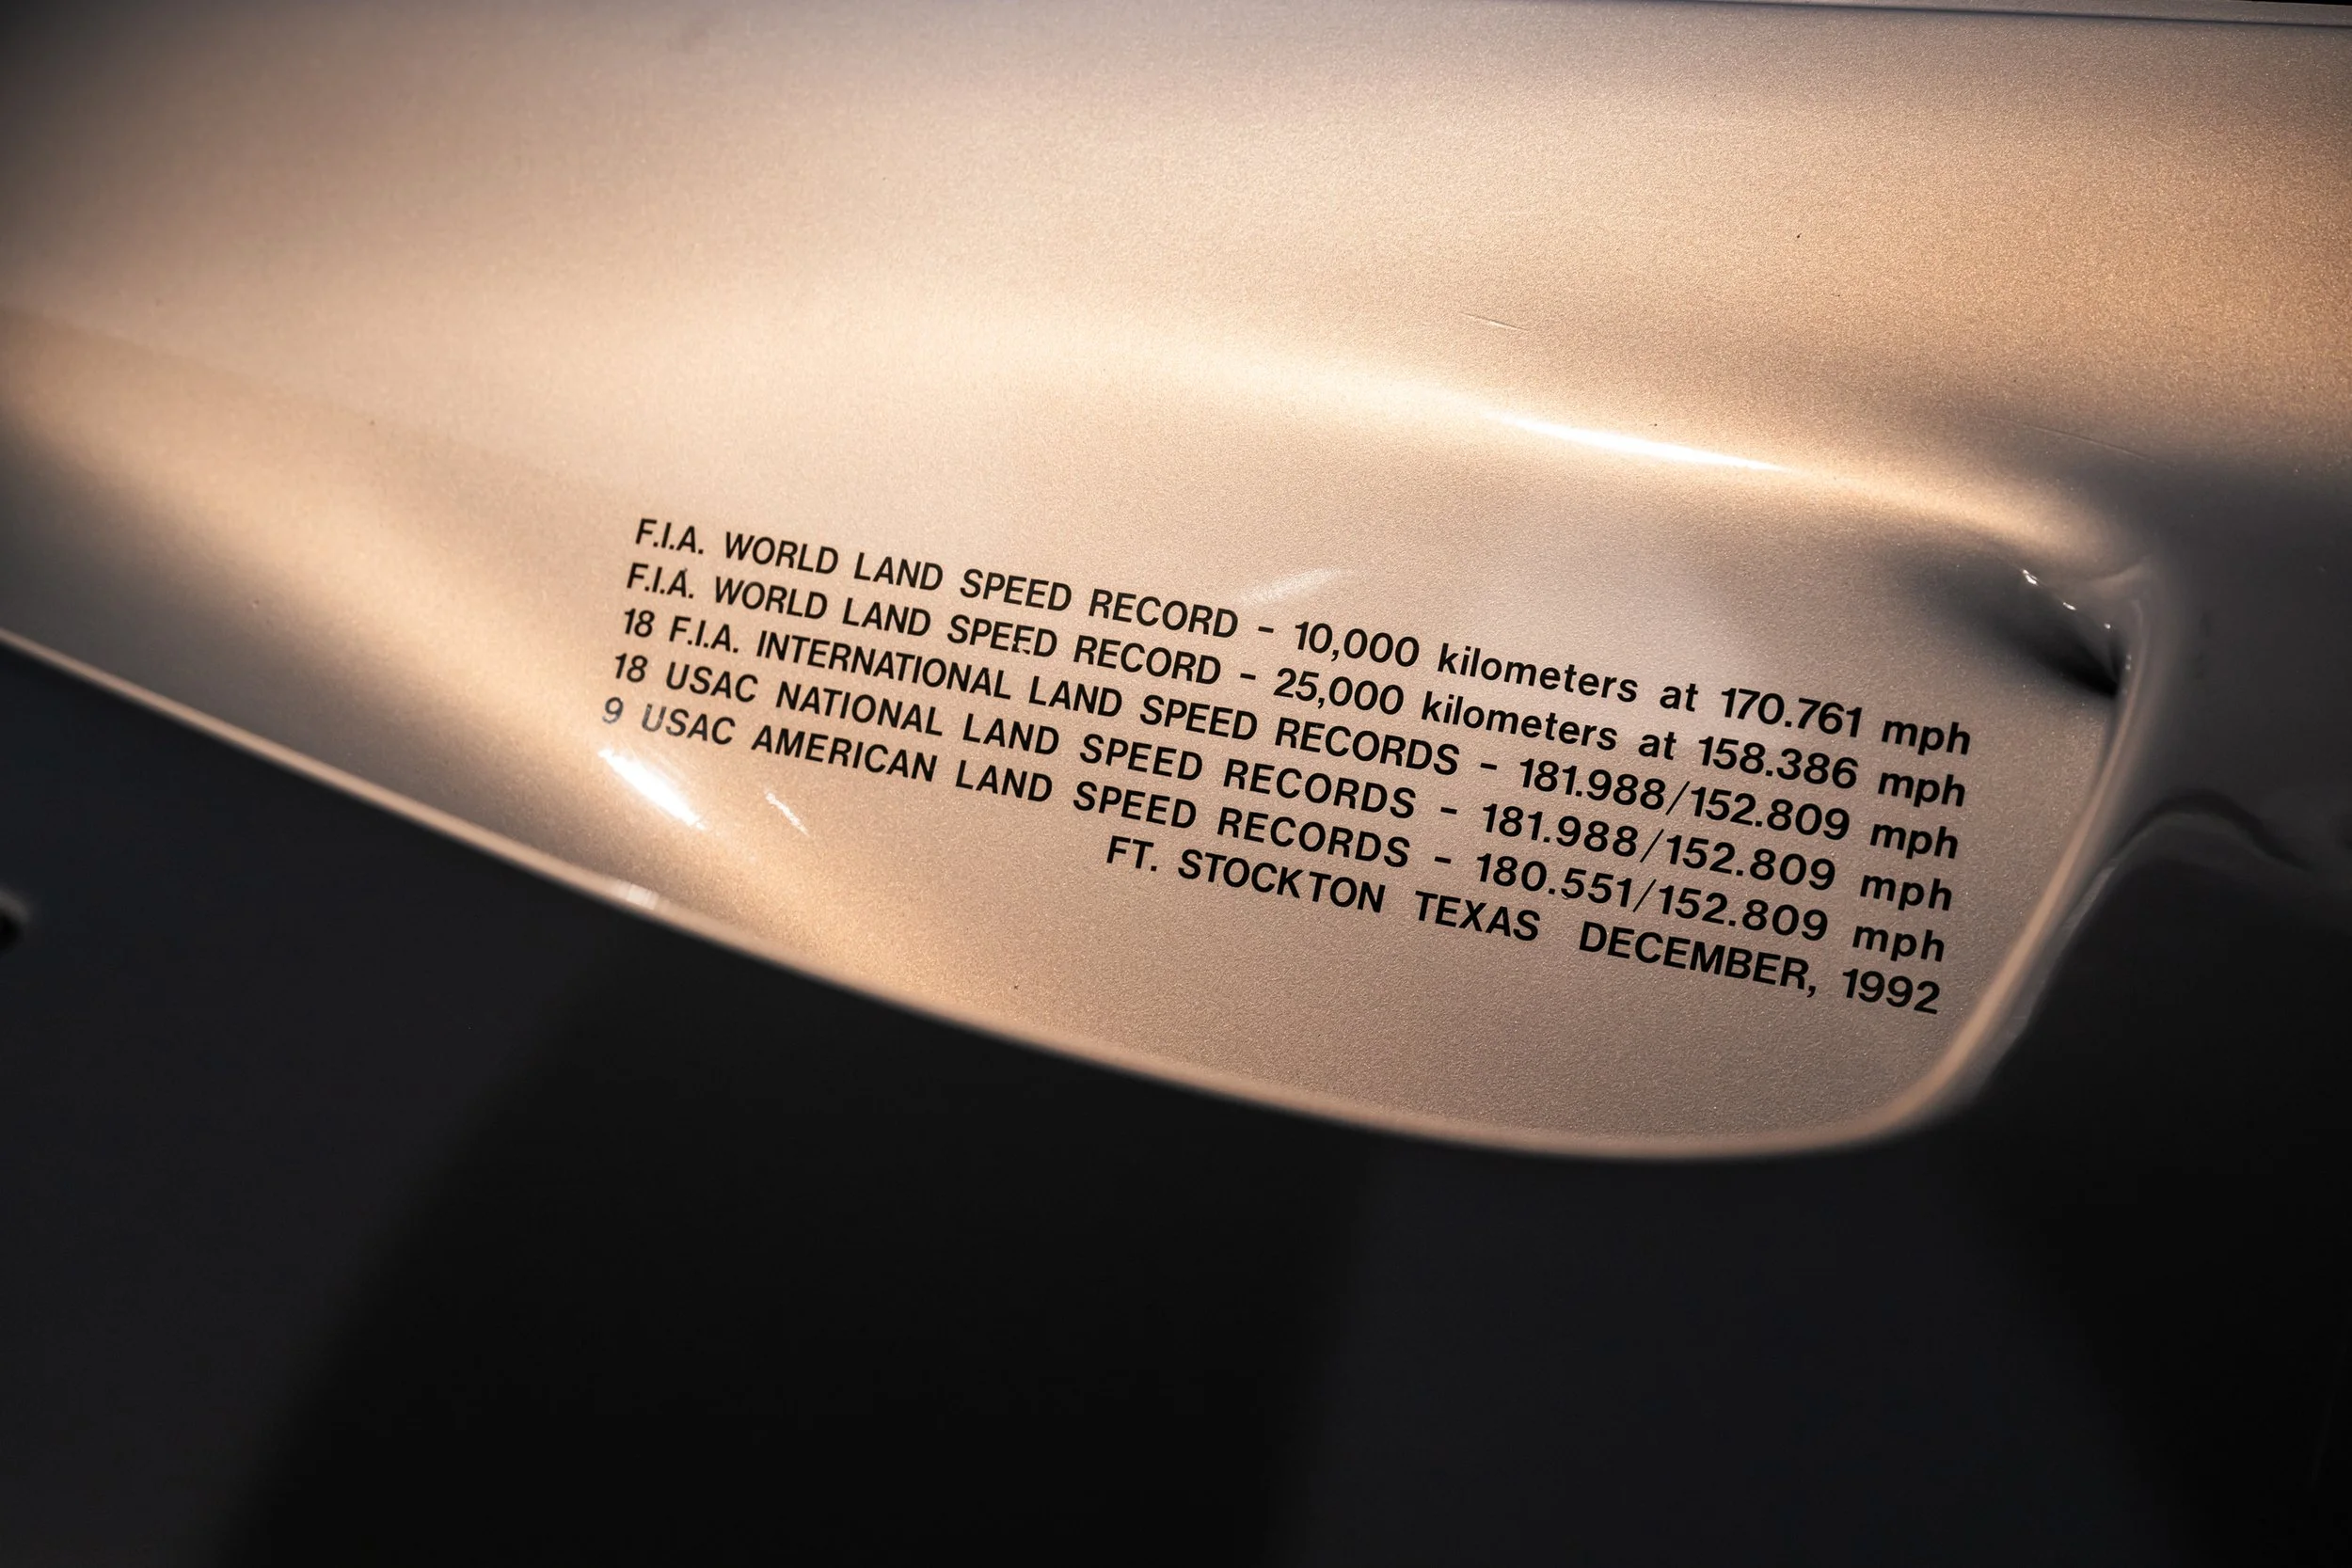 F.I.A. WORLD LAND SPEED RECORD - 10,000 kilometers at 170.761 mph
F.I.A. WORLD LAND SPEED RECORD - 25,000 kilometers at 158.386 mph
18 F.I.A. INTERNATIONAL LAND SPEED RECORDS - 181.988/152.809 mph
18 USAC NATIONAL LAND SPEED RECORDS - 181.988/152.809 mph
9 USAC AMERICAN LAND SPEED RECORDS - 180.551/152.809 mph
FT. STOCKTON TEXAS DECEMBER, 1992